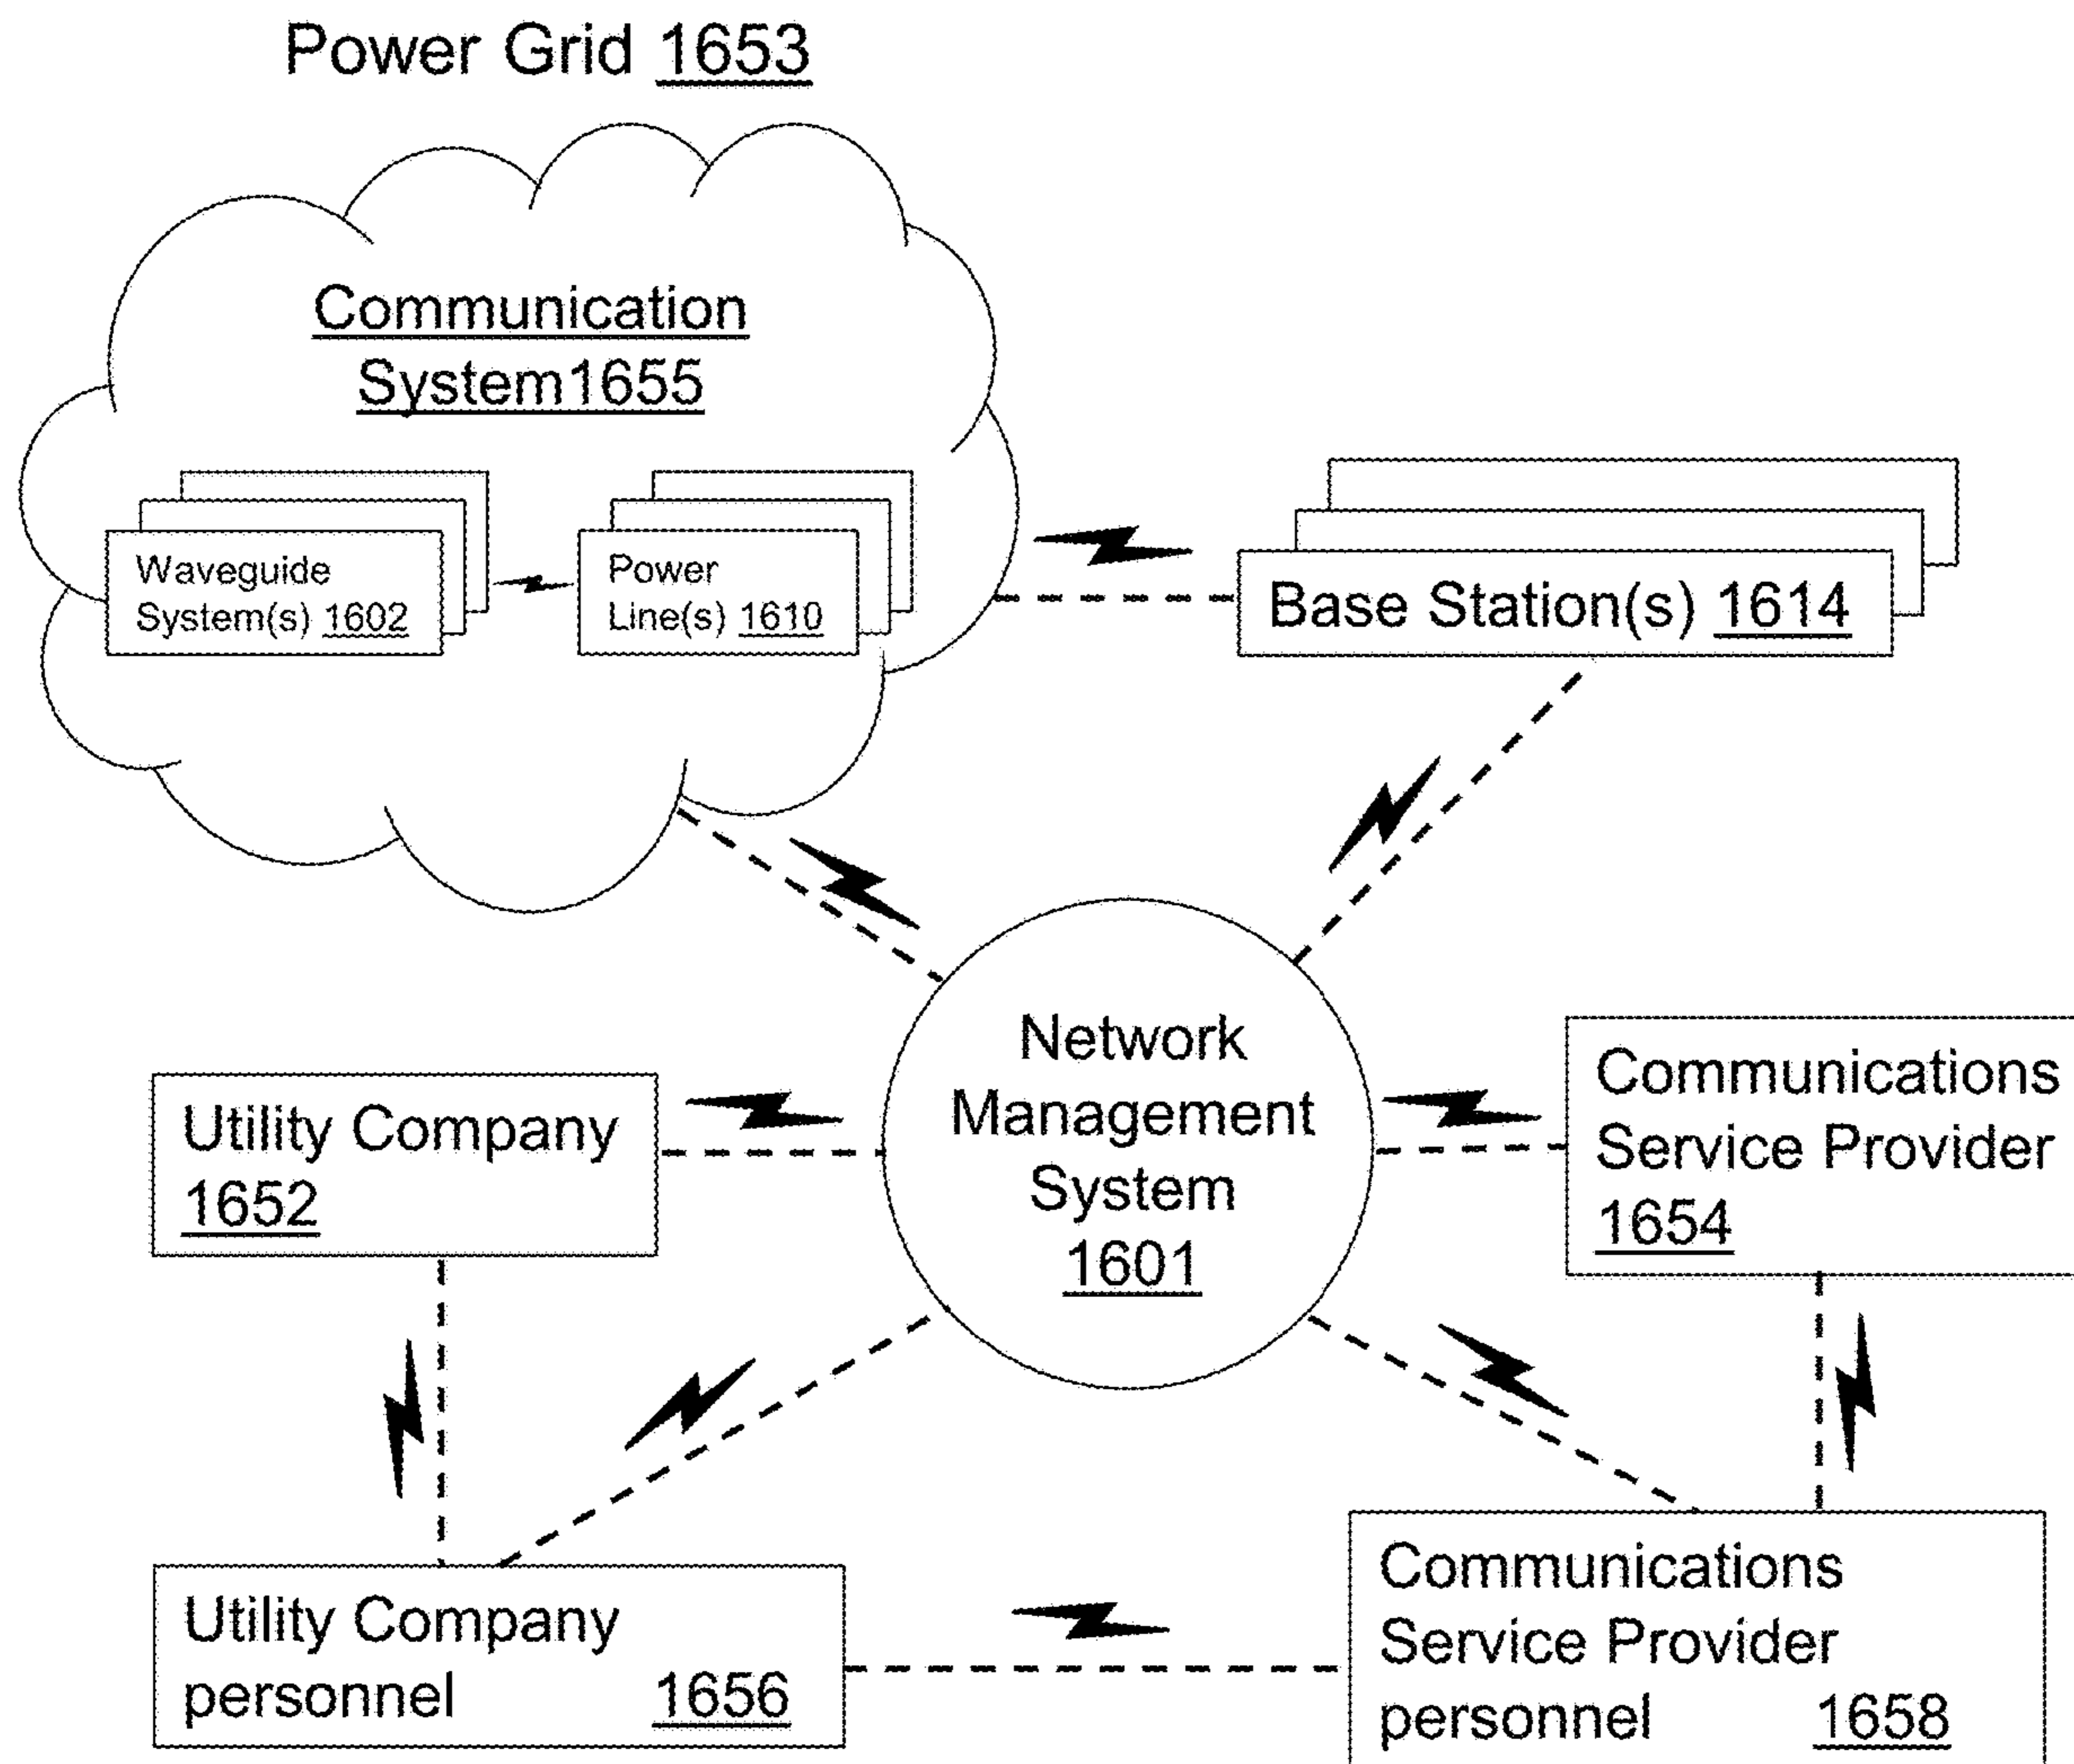 Power Grid 1653
Communication
System1655
Waveguide
System(s) 1602
Power
Line(s) 1610
Base Station(s) 1614
Network
Management
System
1601
Utility Company
1652
Communications
Service Provider
1654
Utility Company
personnel 1656
Communications
Service Provider
personnel 1658